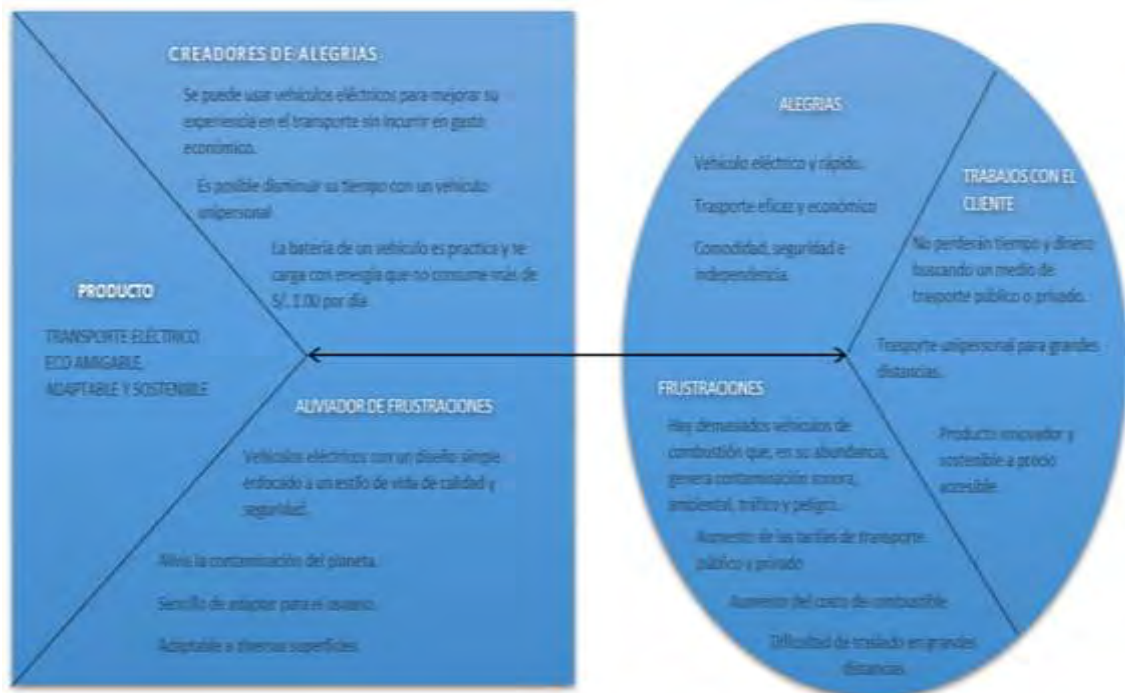 CREADORES DE ALEGRIAS
Se puede usar vehículos eléctricos para mejorar su
experiencia en el transporte sin incurrir en gasto
económico.
Es posible disminuir su tiempo con un vehículo
unipersonal
La batería de un vehículo es practica y se
carga con energía que no consume más de
S/. 1.00 por día
PRODUCTO
TRANSPORTE ELÉCTRICO
ECO AMIGABLE,
ADAPTABLE Y SOSTENIBLE
ALIVIADOR DE FRUSTRACIONES
Vehículos eléctricos con un diseño simple
enfocado a un estilo de vida de calidad y
seguridad.
Alivia la contaminación del planeta.
Sencillo de adaptar para el usuario.
Adaptable a diversas superficies
ALEGRIAS
Vehículo eléctrico y rápido.
Trasporte eficaz y económico
Comodidad, seguridad e
independencia.
TRABAJOS CON EL
CLIENTE
No perderán tiempo y dinero
buscando un medio de
trasporte público o privado.
Trasporte unipersonal para grandes
distancias.
Producto innovador y
sostenible a precio
accesible.
FRUSTRACIONES
Hay demasiados vehículos de
combustión que, en su abundancia,
genera contaminación sonora,
ambiental, tráfico y peligro.
Aumento de las tarifas de transporte
público y privado
Aumento del costo de combustible
Dificultad de traslado en grandes
distancias